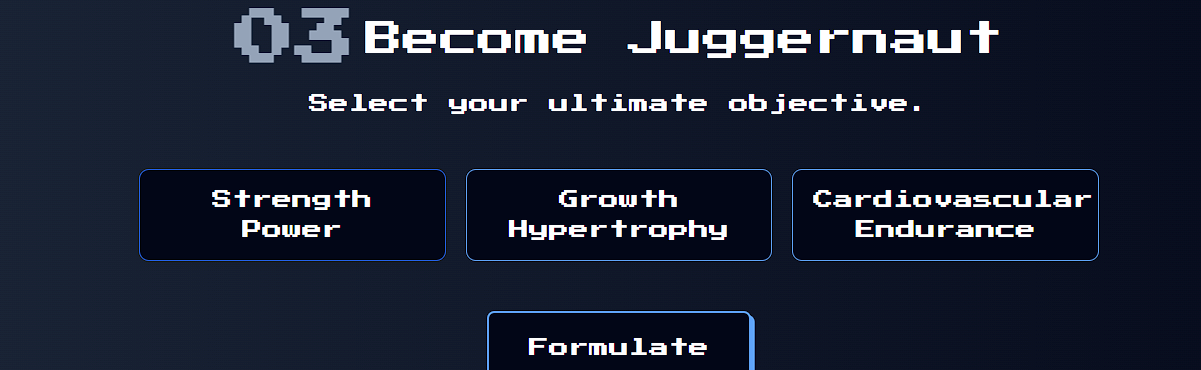 03 Become Juggernaut
Select your ultimate objective.
Strength
Power
Growth
Hypertrophy
Cardiovascular
Endurance
Formulate